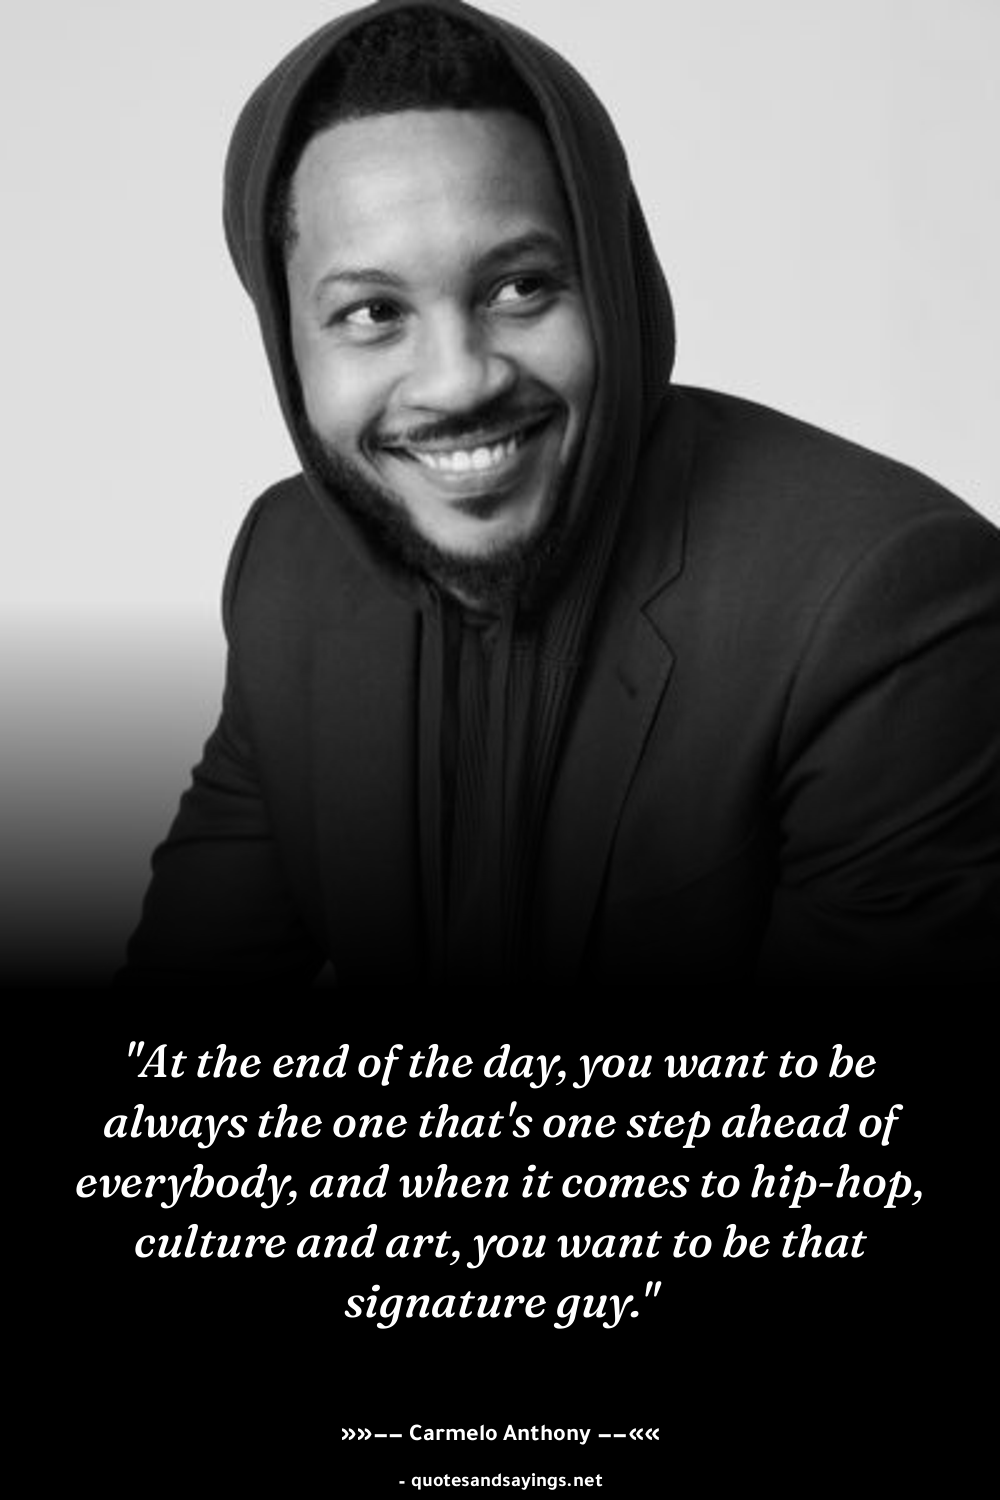 "At the end of the day, you want to be
always the one that's one step ahead of
everybody, and when it comes to hip-hop,
culture and art, you want to be that
signature guy."
»»–– Carmelo Anthony ––««
- quotesandsayings.net